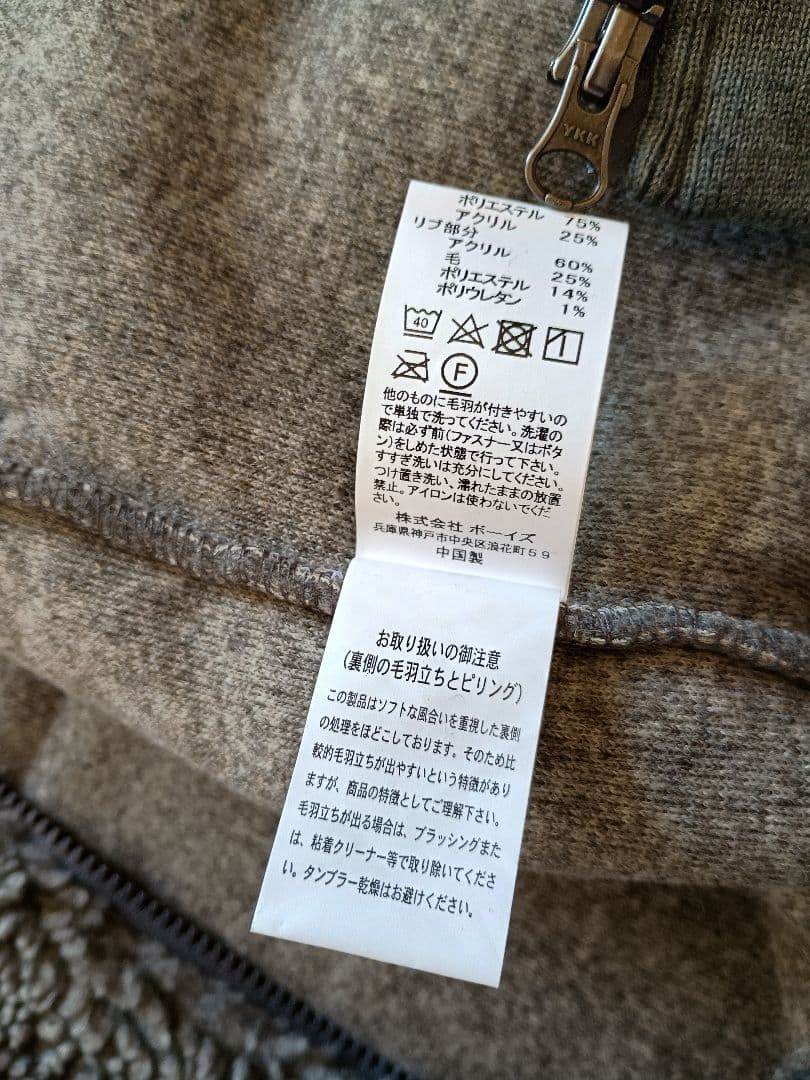 YKK
ポリエステル 75%
アクリル 25%
リブ部分
アクリル 60%
毛 25%
ポリエステル 14%
ポリウレタン 1%
40
F
他のものに毛羽が付きやすいの
で単独で洗ってください。洗濯の
際は必ず前(ファスナー又はボタ
ン)をしめた状態で行って下さい。
すすぎ洗いは充分にしてください。
つけ置き洗い、濡れたままの放置
禁止。アイロンは使わないでくだ
さい。
株式会社 ボーイズ
兵庫県神戸市中央区浪花町59
中国製
お取り扱いの御注意
(裏側の毛羽立ちとピリング)
この製品はソフトな風合いを重視した裏側
の処理をほどこしております。そのため比
較的毛羽立ちが出やすいという特徴があり
ますが、商品の特徴としてご理解下さい。
毛羽立ちが出る場合は、ブラッシングまた
は、粘着クリーナー等で取り除いてくださ
い。タンブラー乾燥はお避けください。